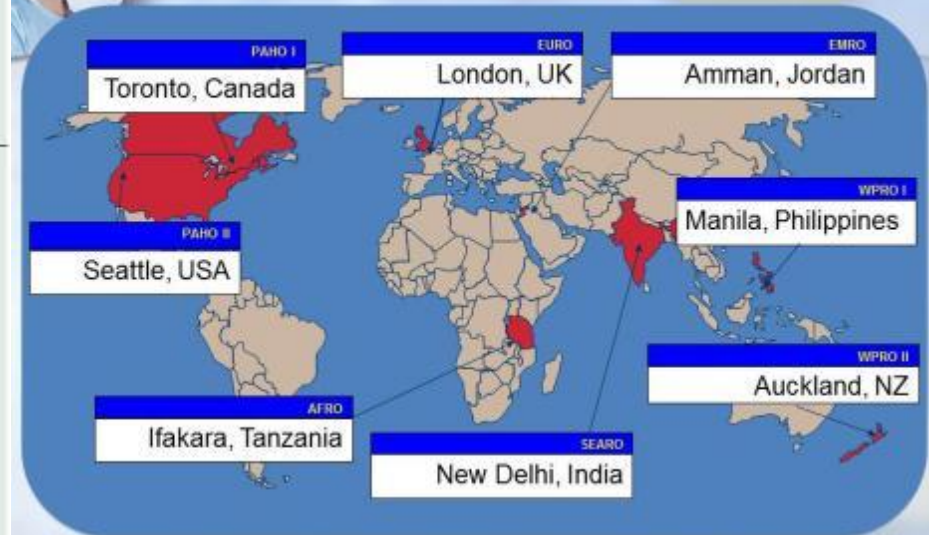 PAHO I
Toronto, Canada
EURO
London, UK
EMRO
Amman, Jordan
WPRO I
Manila, Philippines
PAHO II
Seattle, USA
WPRO II
Auckland, NZ
AFRO
Ifakara, Tanzania
SEARO
New Delhi, India